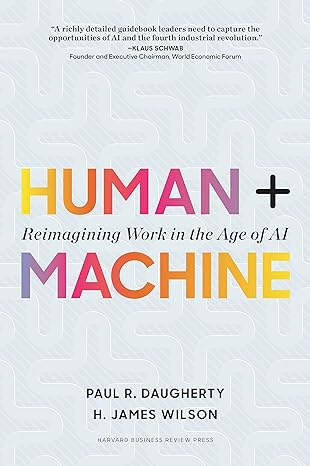 "A richly detailed guidebook leaders need to capture the
opportunities of AI and the fourth industrial revolution."
—KLAUS SCHWAB
Founder and Executive Chairman, World Economic Forum
HUMAN +
Reimagining Work in the Age of AI
MACHINE
PAUL R. DAUGHERTY
H. JAMES WILSON
HARVARD BUSINESS REVIEW PRESS